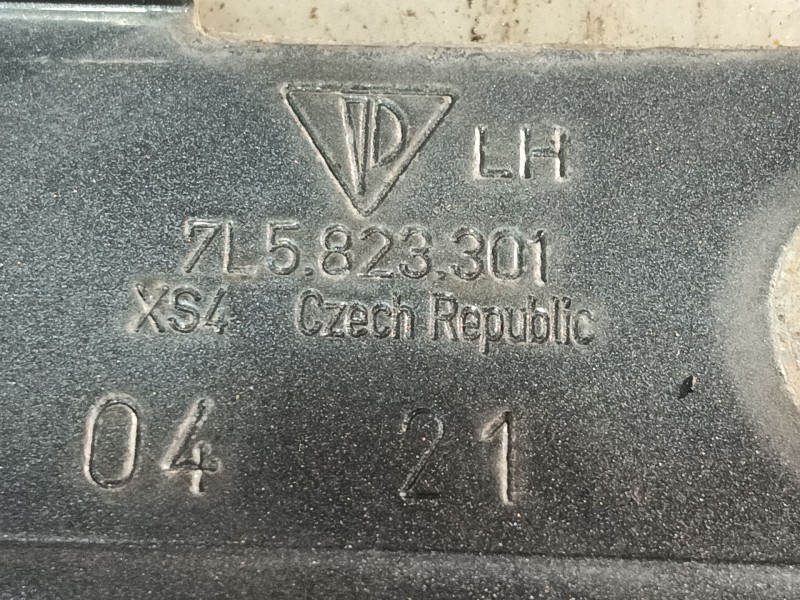 LH
7L5.823.301
XS4 Czech Republic
04 21